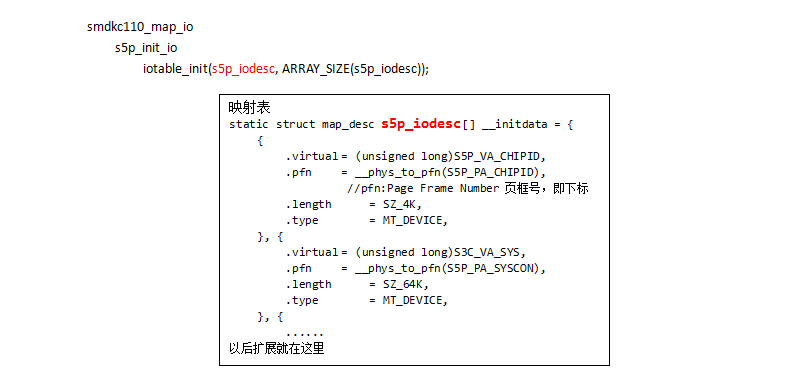 smdkc110_map_io
s5p_init_io
iotable_init(s5p_iodesc, ARRAY_SIZE(s5p_iodesc));
映射表
static struct map_desc s5p_iodesc[] __initdata = {
{
.virtual = (unsigned long)S5P_VA_CHIPID,
.pfn = __phys_to_pfn(S5P_PA_CHIPID),
//pfn:Page Frame Number 页框号，即下标
.length = SZ_4K,
.type = MT_DEVICE,
}, {
.virtual = (unsigned long)S3C_VA_SYS,
.pfn = __phys_to_pfn(S5P_PA_SYSCON),
.length = SZ_64K,
.type = MT_DEVICE,
}, {
......
以后扩展就在这里